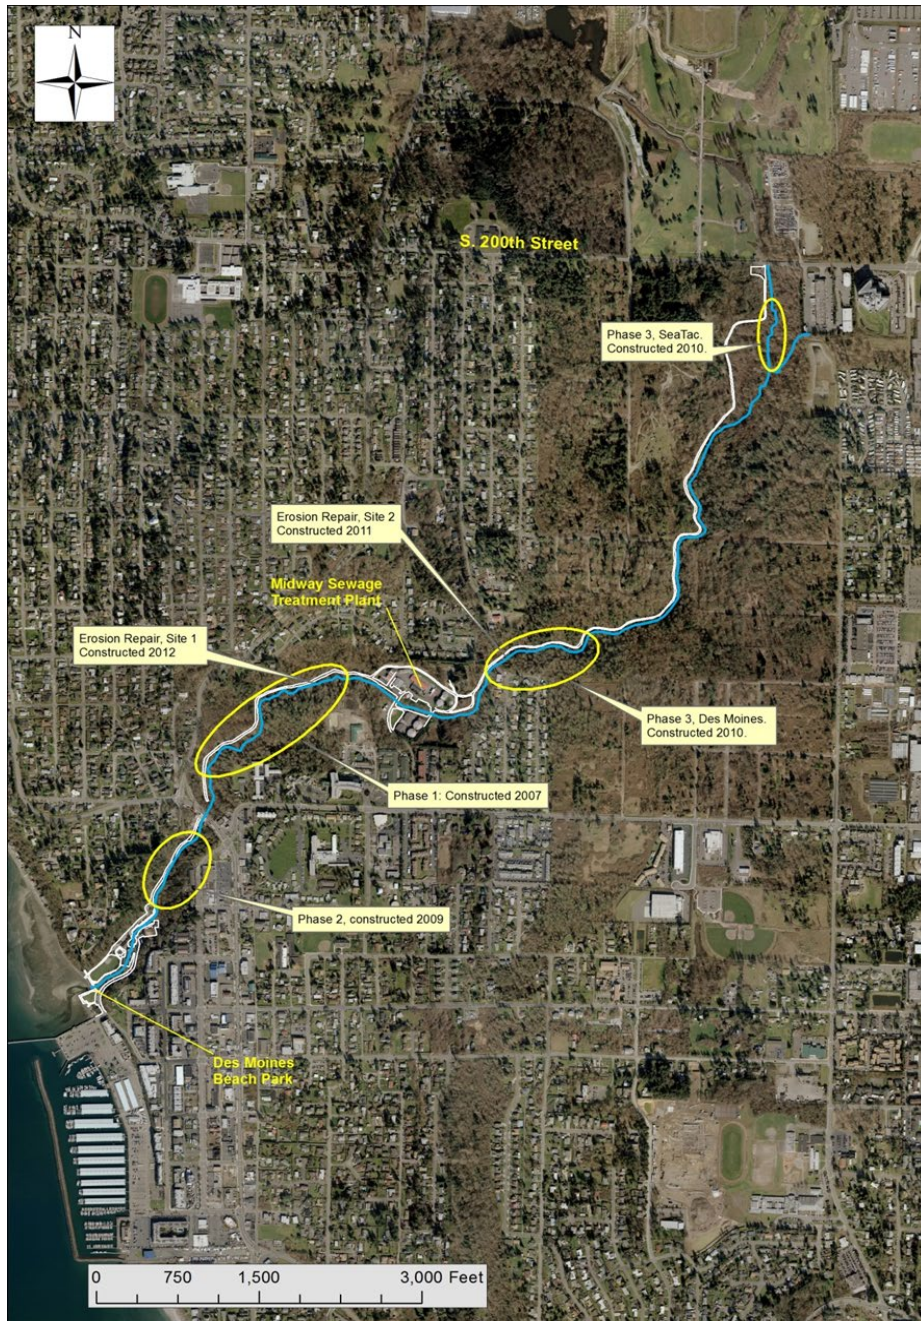 N
S. 200th Street
Phase 3, SeaTac.
Constructed 2010.
Erosion Repair, Site 2
Constructed 2011
Midway Sewage
Treatment Plant
Erosion Repair, Site 1
Constructed 2012
Phase 3, Des Moines.
Constructed 2010.
Phase 1: Constructed 2007
Phase 2, constructed 2009
Des Moines
Beach Park
0 750 1,500 3,000 Feet